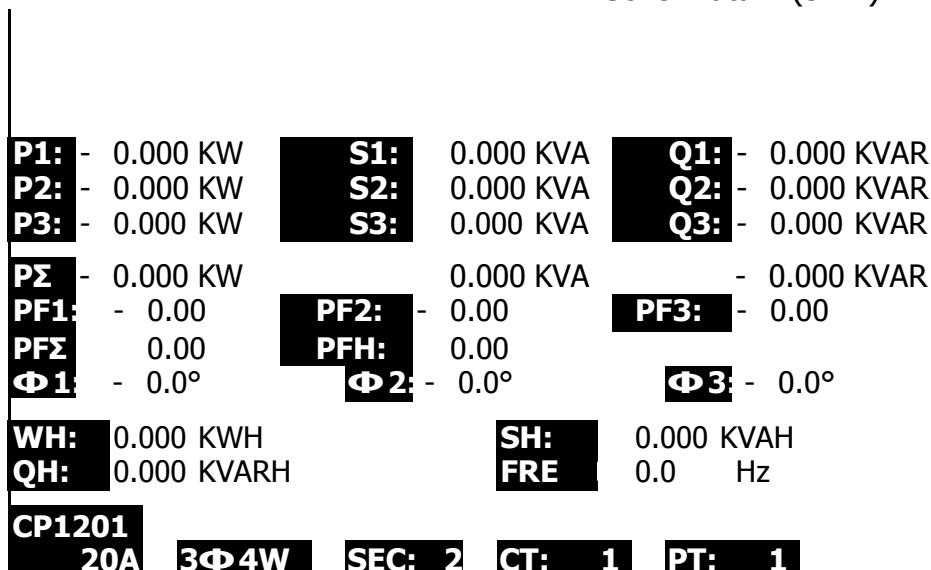 P1: - 0.000 KW S1: 0.000 KVA Q1: - 0.000 KVAR
P2: - 0.000 KW S2: 0.000 KVA Q2: - 0.000 KVAR
P3: - 0.000 KW S3: 0.000 KVA Q3: - 0.000 KVAR
PΣ - 0.000 KW 0.000 KVA - 0.000 KVAR
PF1: - 0.00 PF2: - 0.00 PF3: - 0.00
PFΣ 0.00 PFH: 0.00
Φ1: - 0.0° Φ2: - 0.0° Φ3: - 0.0°
WH: 0.000 KWH SH: 0.000 KVAH
QH: 0.000 KVARH FRE 0.0 Hz
CP1201
20A 3Φ4W SEC: 2 CT: 1 PT: 1